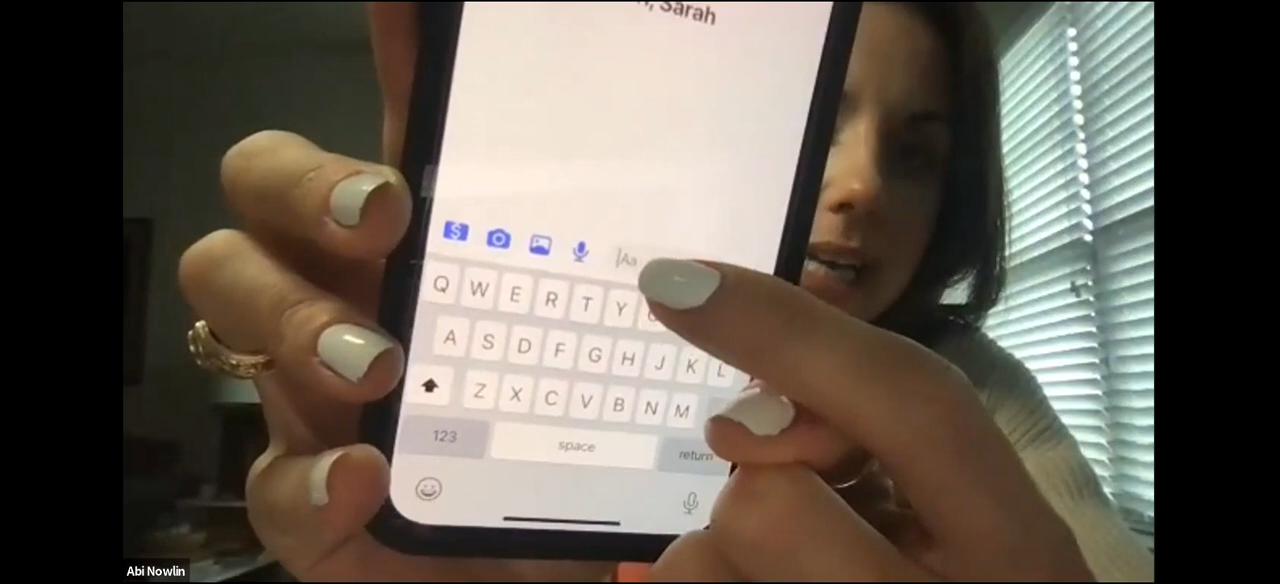 , Sarah
$
Aa
Q W E R T Y
A S D F G H J K L
Z X C V B N M
123 space return
Abi Nowlin